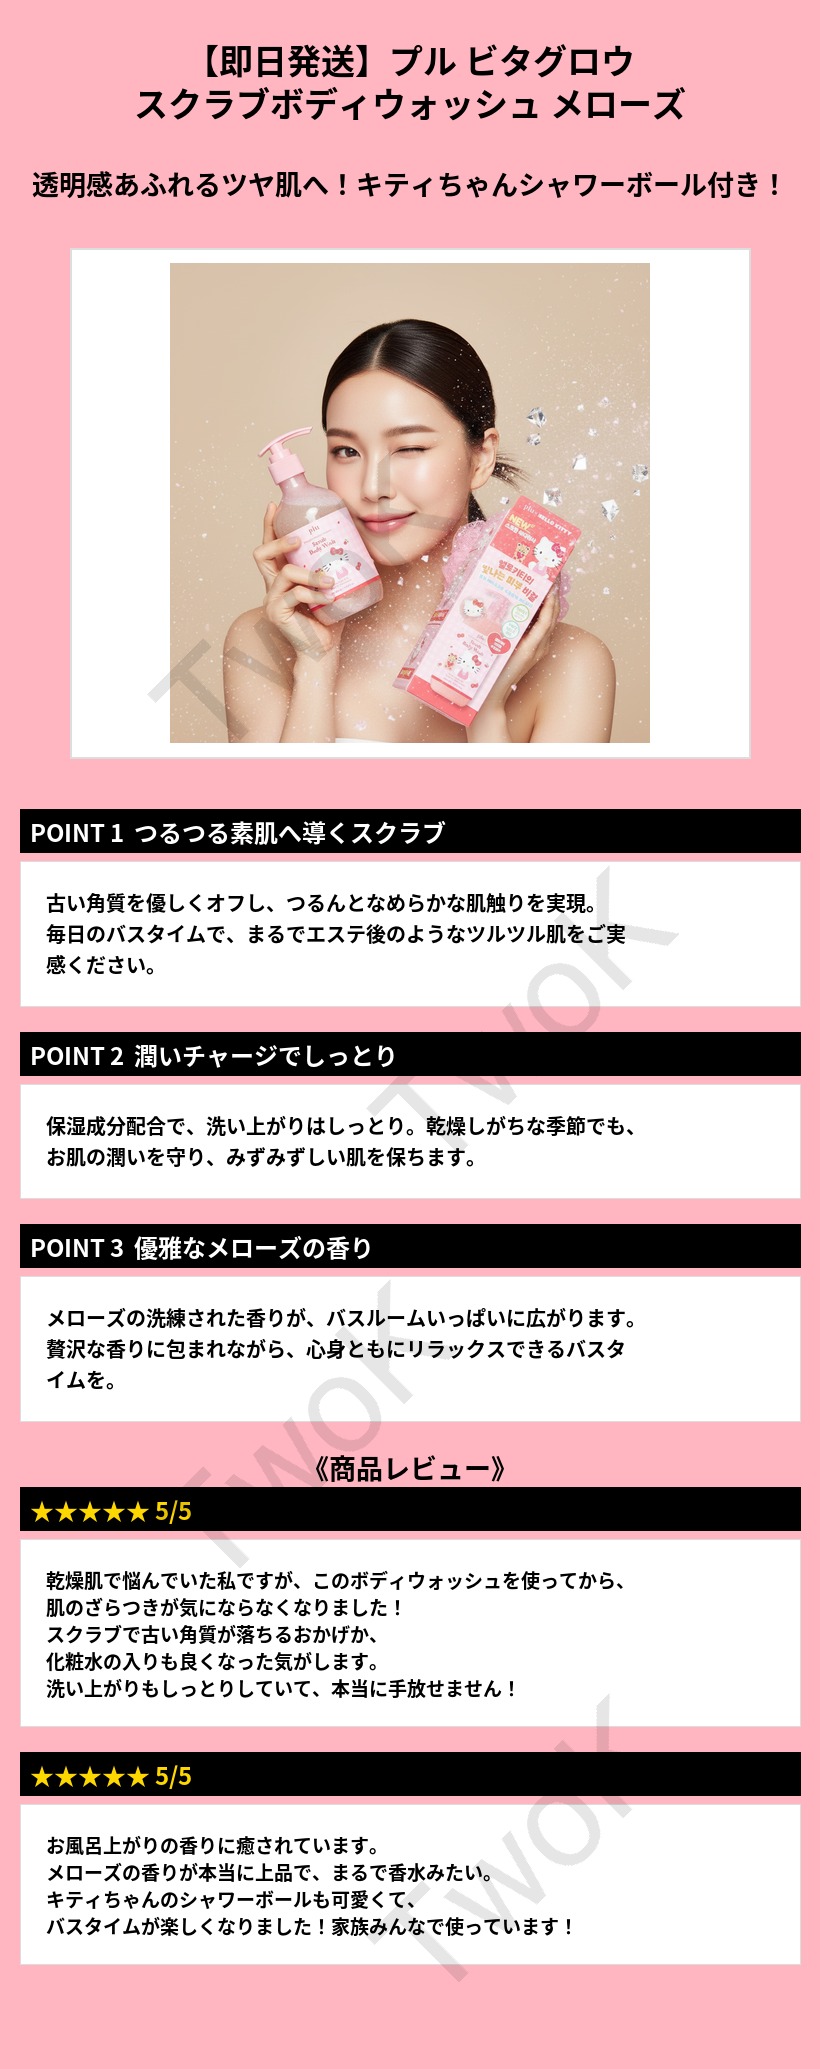 【即日発送】プル ビタグロウ
スクラブボディウォッシュ メローズ
透明感あふれるツヤ肌へ！キティちゃんシャワーボール付き！
plu
Scrub
Body Wash
plu × HELLO KITTY
NEW
헬로키티의
빛나는 피부 비결
Scrub
Body Wash
TwoK
POINT 1 つるつる素肌へ導くスクラブ
古い角質を優しくオフし、つるんとなめらかな肌触りを実現。
毎日のバスタイムで、まるでエステ後のようなツルツル肌をご実
感ください。
TwoK
POINT 2 潤いチャージでしっとり
保湿成分配合で、洗い上がりはしっとり。乾燥しがちな季節でも、
お肌の潤いを守り、みずみずしい肌を保ちます。
POINT 3 優雅なメローズの香り
メローズの洗練された香りが、バスルームいっぱいに広がります。
贅沢な香りに包まれながら、心身ともにリラックスできるバスタ
イムを。
TwoK
《商品レビュー》
★★★★★ 5/5
乾燥肌で悩んでいた私ですが、このボディウォッシュを使ってから、
肌のざらつきが気にならなくなりました！
スクラブで古い角質が落ちるおかげか、
化粧水の入りも良くなった気がします。
洗い上がりもしっとりしていて、本当に手放せません！
★★★★★ 5/5
お風呂上がりの香りに癒されています。
メローズの香りが本当に上品で、まるで香水みたい。
キティちゃんのシャワーボールも可愛くて、
バスタイムが楽しくなりました！家族みんなで使っています！
TwoK